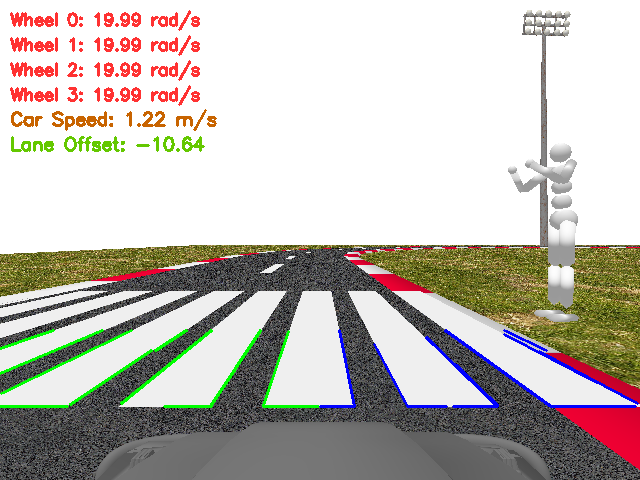 Wheel 0: 19.99 rad/s
Wheel 1: 19.99 rad/s
Wheel 2: 19.99 rad/s
Wheel 3: 19.99 rad/s
Car Speed: 1.22 m/s
Lane Offset: -10.64